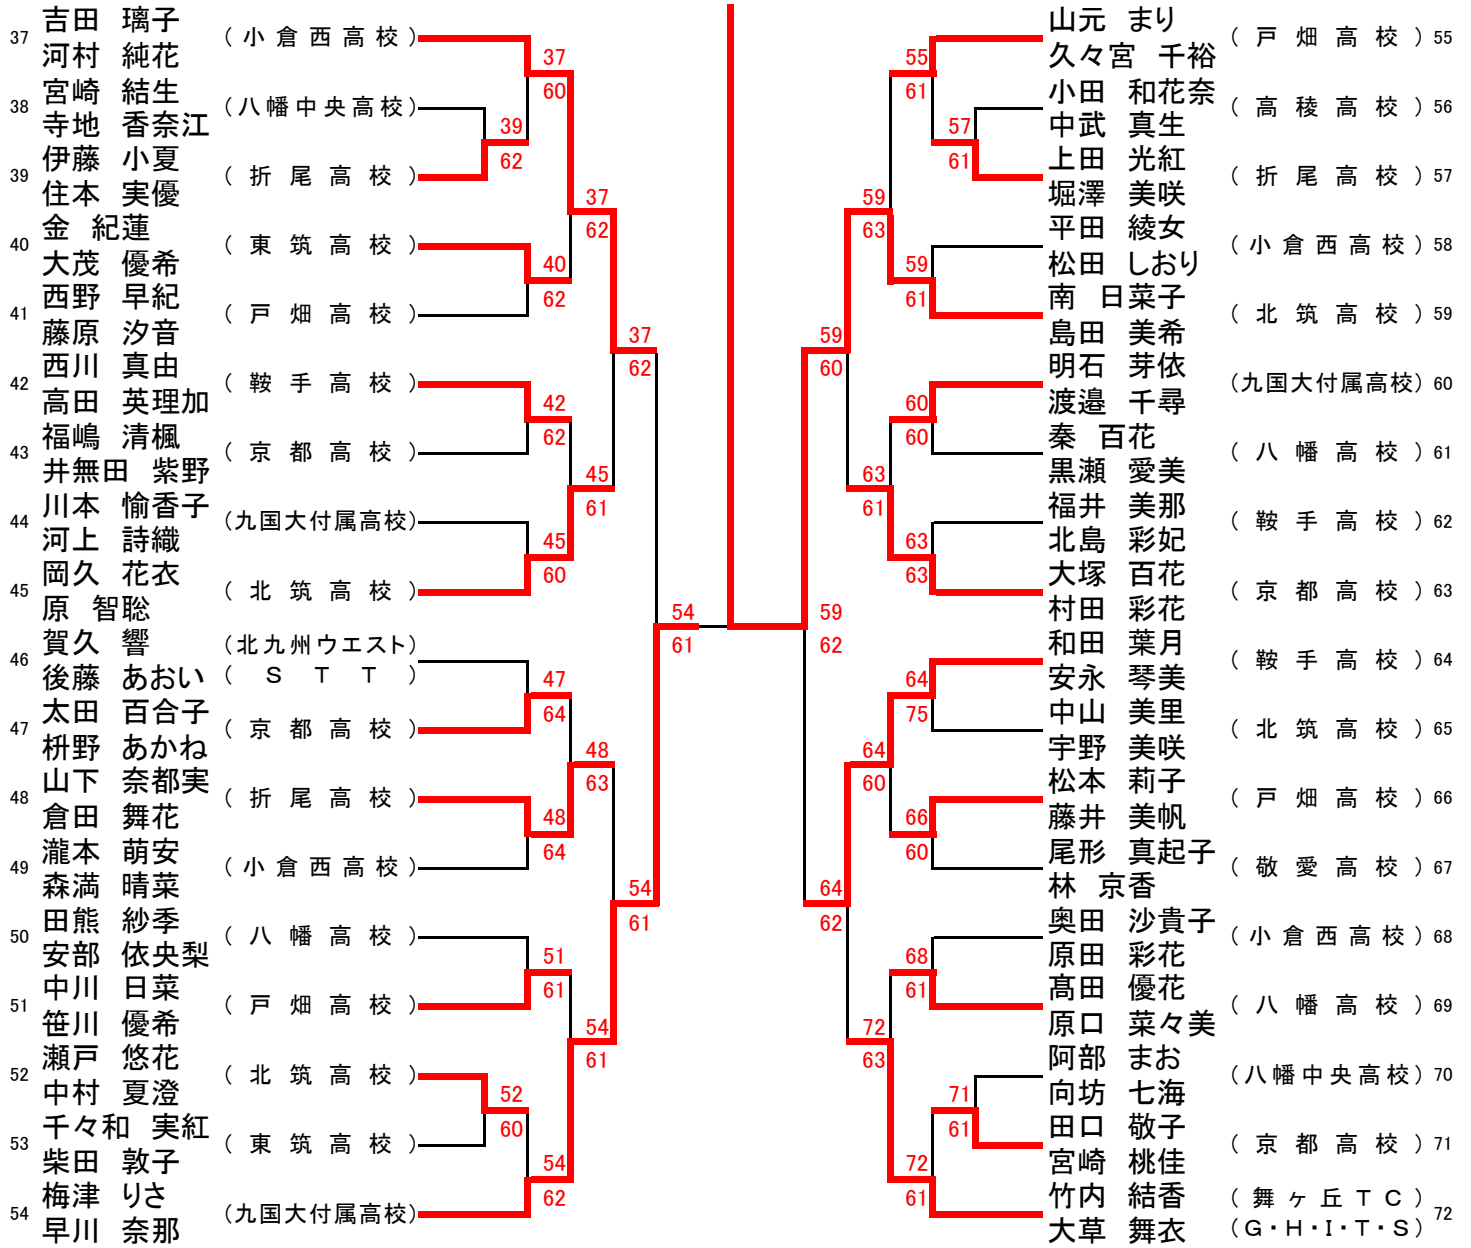 37 吉田 璃子 (小倉西高校)
河村 純花
38 宮崎 結生 (八幡中央高校)
寺地 香奈江
39 伊藤 小夏 (折尾高校)
住本 実優
40 金 紀蓮 (東筑高校)
大茂 優希
41 西野 早紀 (戸畑高校)
藤原 汐音
42 西川 真由 (鞍手高校)
高田 英理加
43 福嶋 清楓 (京都高校)
井無田 紫野
44 川本 愉香子 (九国大付属高校)
河上 詩織
45 岡久 花衣 (北筑高校)
原 智聡
46 賀久 響 (北九州ウエスト)
後藤 あおい (STT)
47 太田 百合子 (京都高校)
枡野 あかね
48 山下 奈都実 (折尾高校)
倉田 舞花
49 瀧本 萌安 (小倉西高校)
森満 晴菜
50 田熊 紗季 (八幡高校)
安部 依央梨
51 中川 日菜 (戸畑高校)
笹川 優希
52 瀬戸 悠花 (北筑高校)
中村 夏澄
53 千々和 実紅 (東筑高校)
柴田 敦子
54 梅津 りさ (九国大付属高校)
早川 奈那
37
60
39
62
40
62
42
62
45
60
47
64
48
64
51
61
52
60
54
62
37
62
45
61
48
63
54
61
37
62
54
61
54
61
山元 まり (戸畑高校) 55
久々宮 千裕
小田 和花奈 (高稜高校) 56
中武 真生
上田 光紅 (折尾高校) 57
堀澤 美咲
平田 綾女 (小倉西高校) 58
松田 しおり
南 日菜子 (北筑高校) 59
島田 美希
明石 芽依 (九国大付属高校) 60
渡邉 千尋
秦 百花 (八幡高校) 61
黒瀬 愛美
福井 美那 (鞍手高校) 62
北島 彩妃
大塚 百花 (京都高校) 63
村田 彩花
和田 葉月 (鞍手高校) 64
安永 琴美
中山 美里 (北筑高校) 65
宇野 美咲
松本 莉子 (戸畑高校) 66
藤井 美帆
尾形 真起子 (敬愛高校) 67
林 京香
奥田 沙貴子 (小倉西高校) 68
原田 彩花
髙田 優花 (八幡高校) 69
原口 菜々美
阿部 まお (八幡中央高校) 70
向坊 七海
田口 敬子 (京都高校) 71
宮崎 桃佳
竹内 結香 (舞ヶ丘TC) 72
大草 舞衣 (G・H・I・T・S)
55
61
57
61
59
61
60
60
63
63
64
75
66
60
68
61
71
61
72
61
59
63
63
61
64
60
72
63
59
60
64
62
59
62